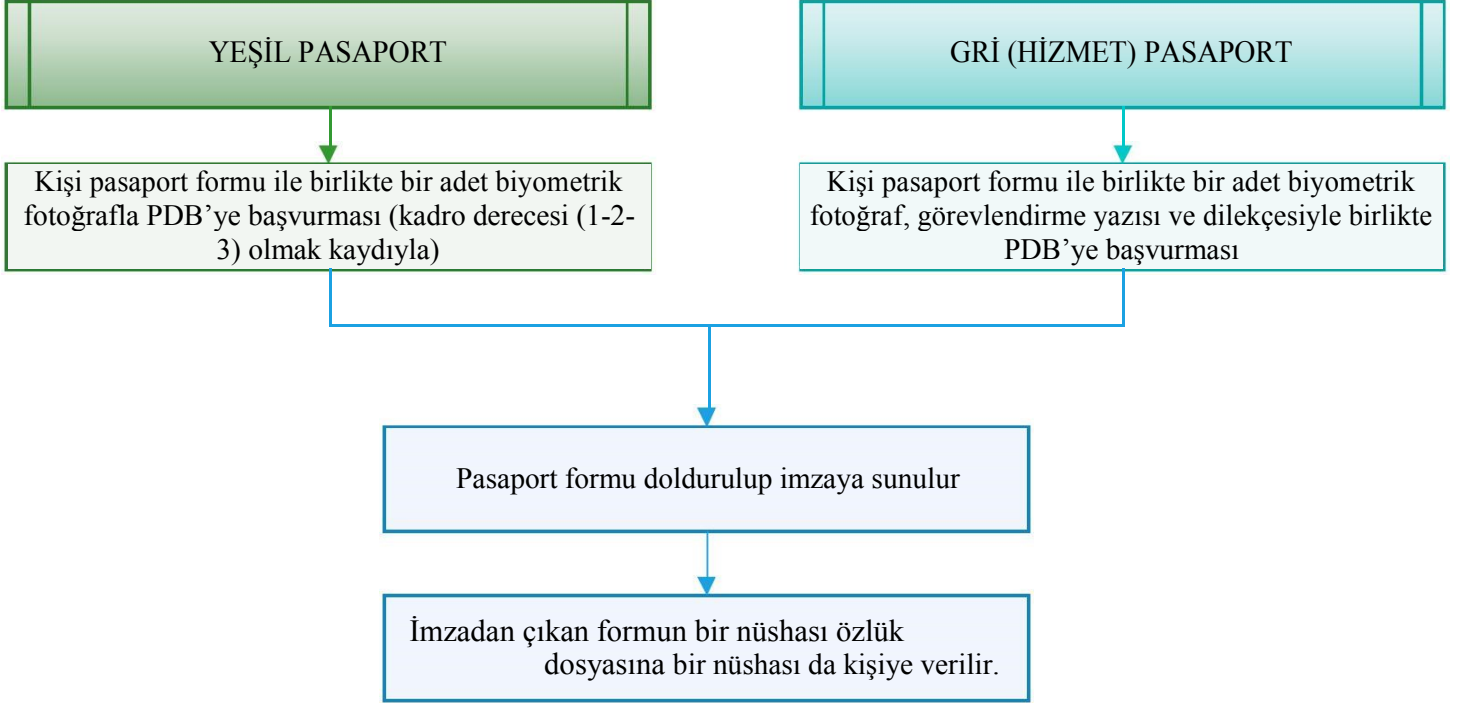 YEŞİL PASAPORT
GRİ (HİZMET) PASAPORT
Kişi pasaport formu ile birlikte bir adet biyometrik
fotoğrafla PDB’ye başvurması (kadro derecesi (1-2-
3) olmak kaydıyla)
Kişi pasaport formu ile birlikte bir adet biyometrik
fotoğraf, görevlendirme yazısı ve dilekçesiyle birlikte
PDB’ye başvurması
Pasaport formu doldurulup imzaya sunulur
İmzadan çıkan formun bir nüshası özlük
dosyasına bir nüshası da kişiye verilir.